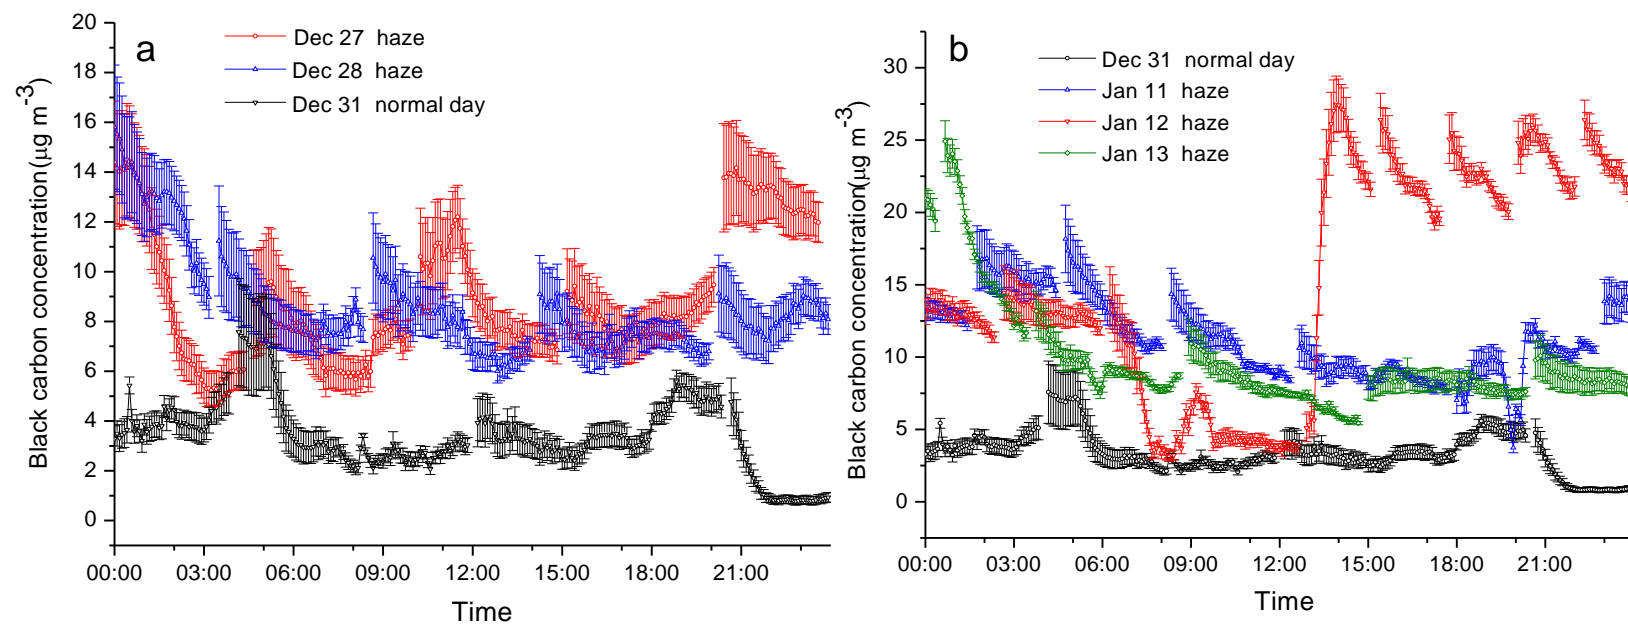 a
Dec 27 haze
Dec 28 haze
Dec 31 normal day
Black carbon concentration(µg m-3)
20
18
16
14
12
10
8
6
4
2
0
00:00 03:00 06:00 09:00 12:00 15:00 18:00 21:00
Time
b
Dec 31 normal day
Jan 11 haze
Jan 12 haze
Jan 13 haze
Black carbon concentration(µg m-3)
30
25
20
15
10
5
0
00:00 03:00 06:00 09:00 12:00 15:00 18:00 21:00
Time